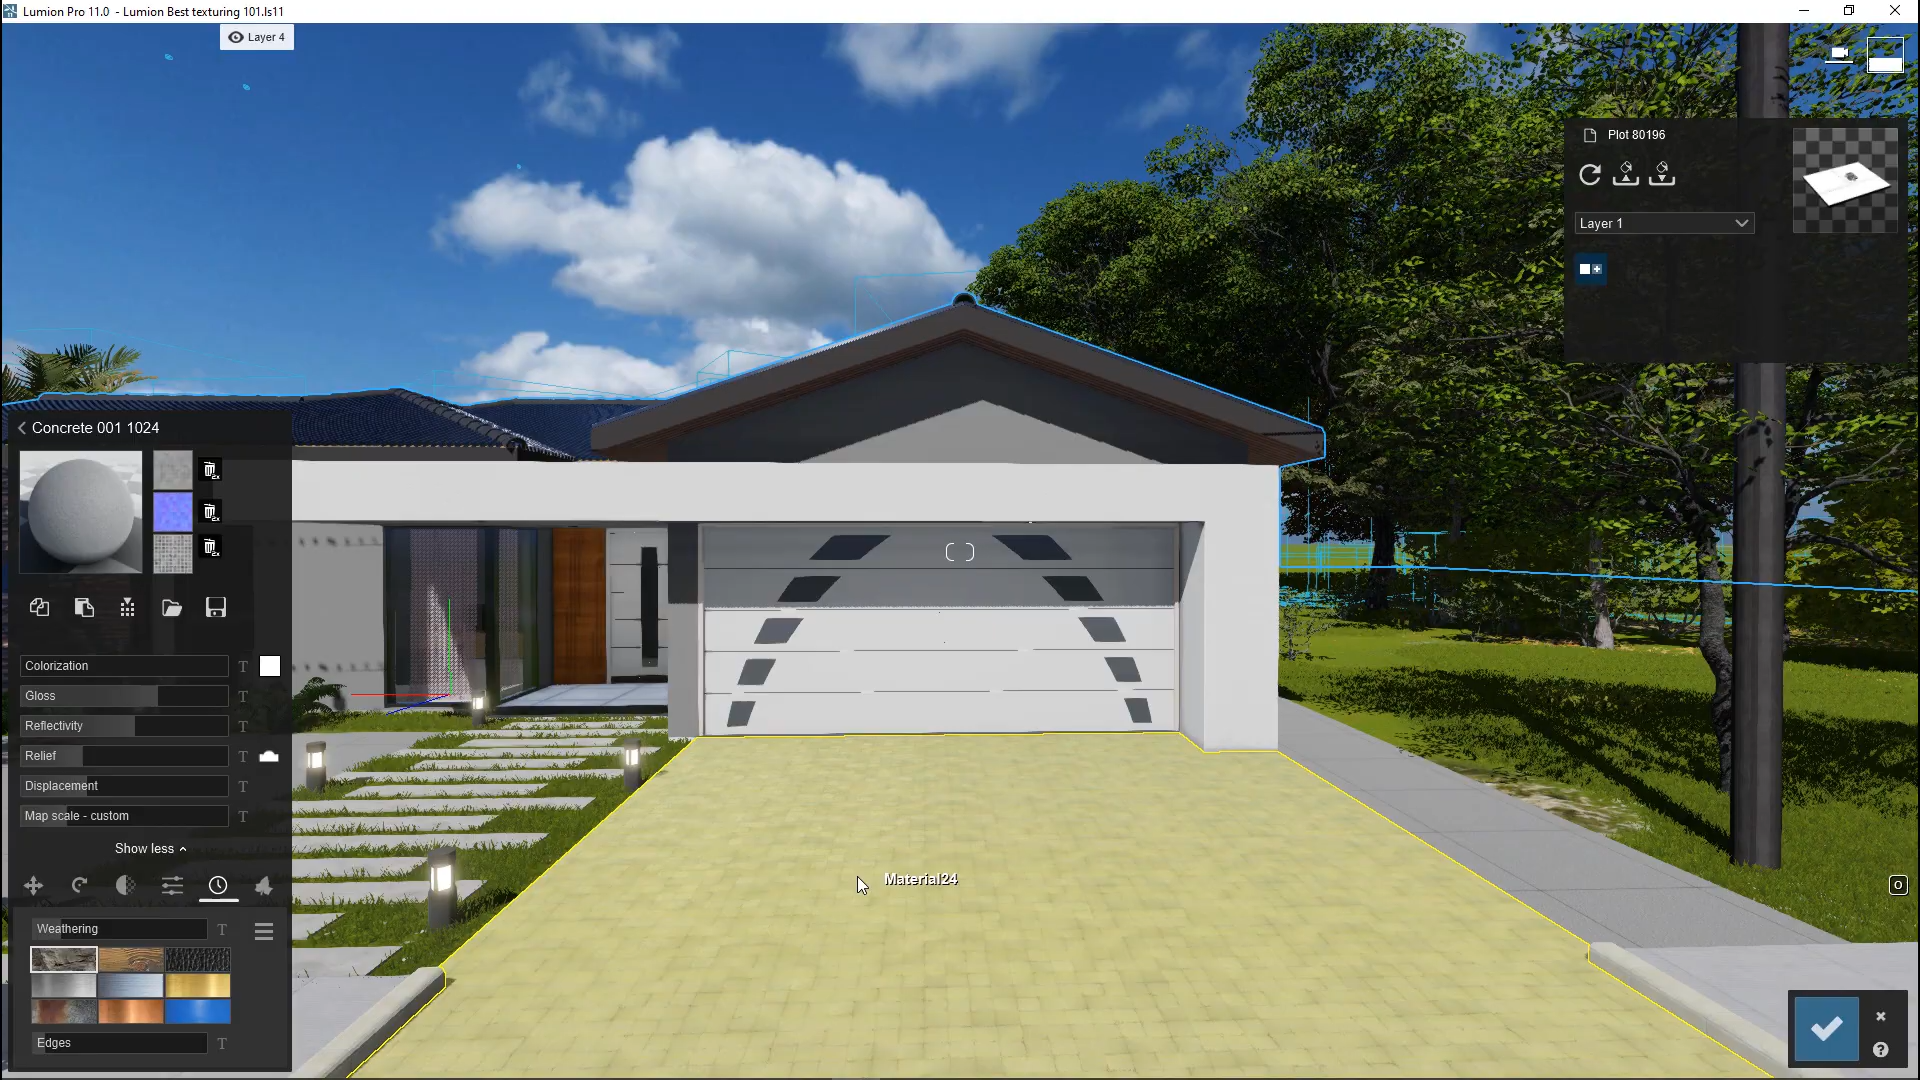 Lumion Pro 11.0 - Lumion Best texturing 101.ls11
Layer 4
Plot 80196
Layer 1
Concrete 001 1024
Colorization T
Gloss T
Reflectivity T
Relief T
Displacement T
Map scale - custom T
Show less
Weathering T
Edges T
Material24
O